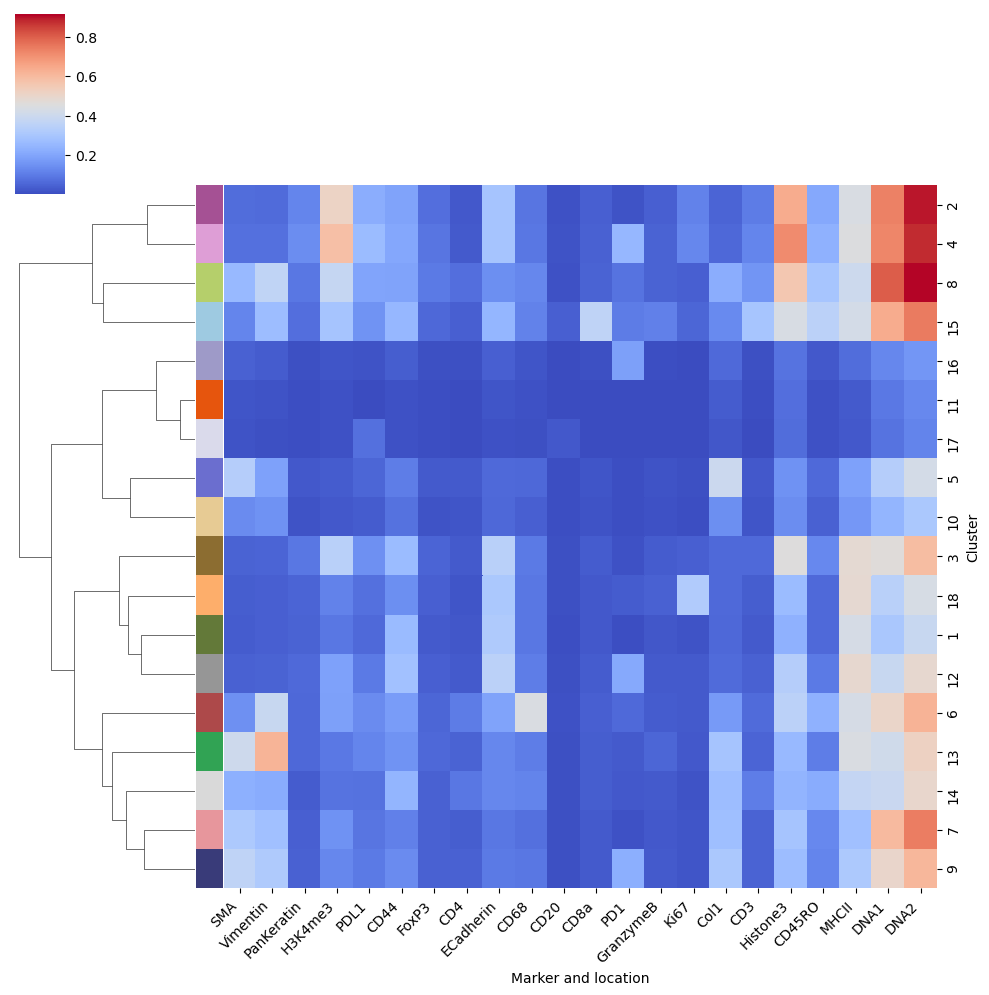 0.8
0.6
0.4
0.2
2
4
8
15
16
11
17
5
10
3
18
1
12
6
13
14
7
9
Cluster
SMA
Vimentin
PanKeratin
H3K4me3
PDL1
CD44
FoxP3
CD4
ECadherin
CD68
CD20
CD8a
PD1
GranzymeB
Ki67
Col1
CD3
Histone3
CD45RO
MHCII
DNA1
DNA2
Marker and location